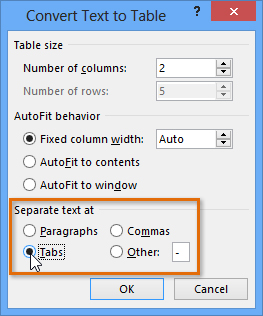 Convert Text to Table ? ×
Table size
Number of columns: 2
Number of rows: 5
AutoFit behavior
Fixed column width: Auto
AutoFit to contents
AutoFit to window
Separate text at
Paragraphs Commas
Tabs Other: -
OK Cancel